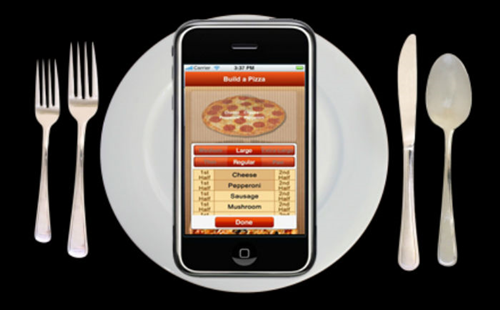 Carrier 3:37 PM
Build a Pizza
Large
Regular
1st Half Cheese 2nd Half
1st Half Pepperoni 2nd Half
1st Half Sausage 2nd Half
1st Half Mushroom 2nd Half
Done